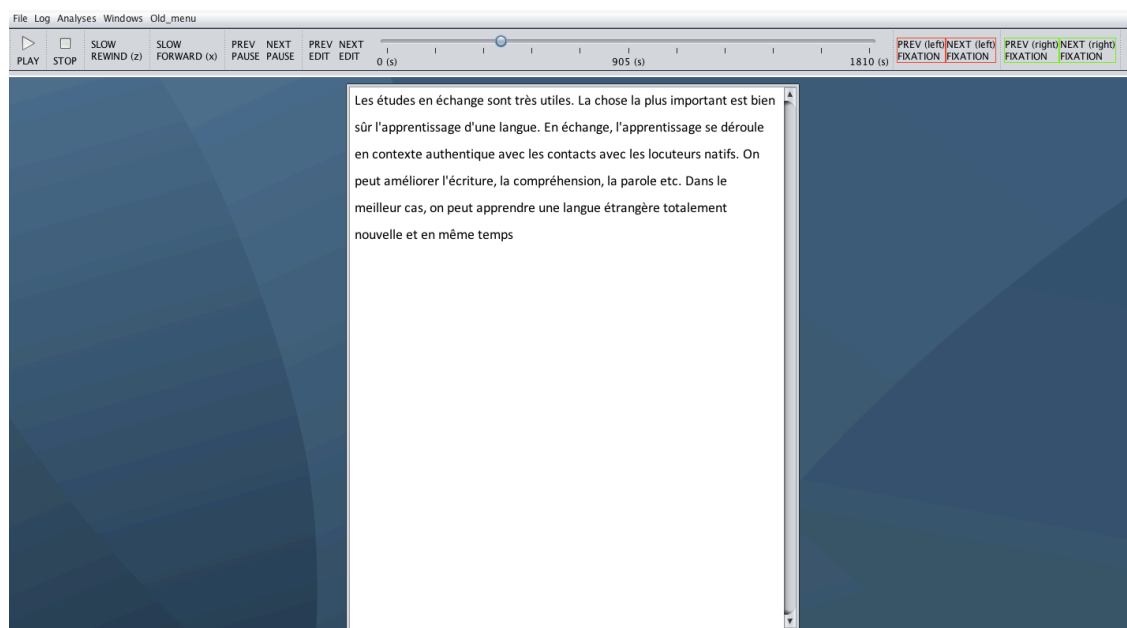 File Log Analyses Windows Old_menu
PLAY STOP SLOW REWIND (z) SLOW FORWARD (x) PREV PAUSE NEXT PAUSE PREV EDIT NEXT EDIT 0 (s) 905 (s) 1810 (s) PREV (left) FIXATION NEXT (left) FIXATION PREV (right) FIXATION NEXT (right) FIXATION
Les études en échange sont très utiles. La chose la plus important est bien
sûr l'apprentissage d'une langue. En échange, l'apprentissage se déroule
en contexte authentique avec les contacts avec les locuteurs natifs. On
peut améliorer l'écriture, la compréhension, la parole etc. Dans le
meilleur cas, on peut apprendre une langue étrangère totalement
nouvelle et en même temps